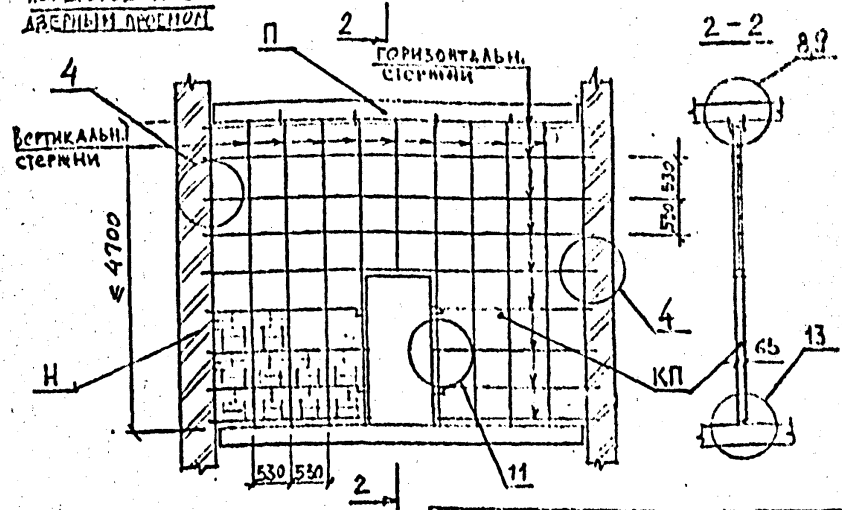 ДВЕРНЫМ ПРОЕМОМ
2
П
ГОРИЗОНТАЛЬН.
СТЕРЖНИ
2-2
8,9
4
ВЕРТИКАЛЬН.
СТЕРЖНИ
530
530
≤ 4700
4
Н
КП
65
13
530
530
11
2